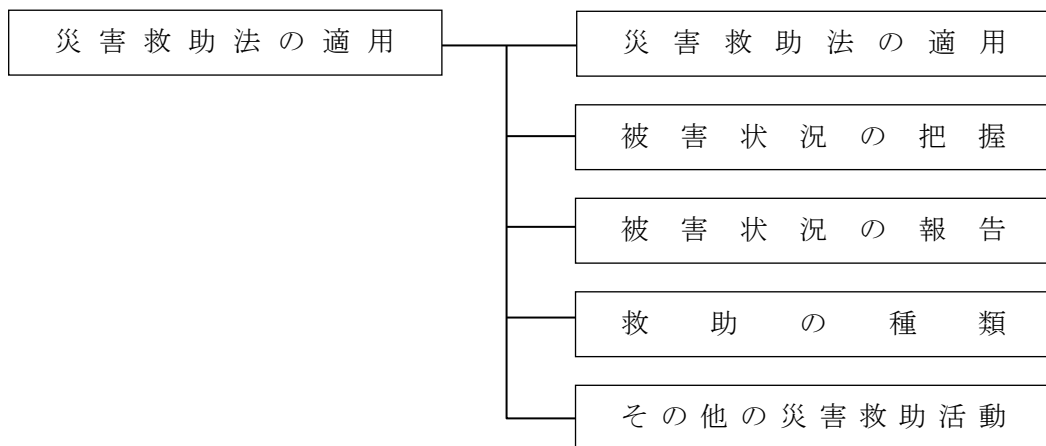 災害救助法の適用
災害救助法の適用
被害状況の把握
被害状況の報告
救助の種類
その他の災害救助活動